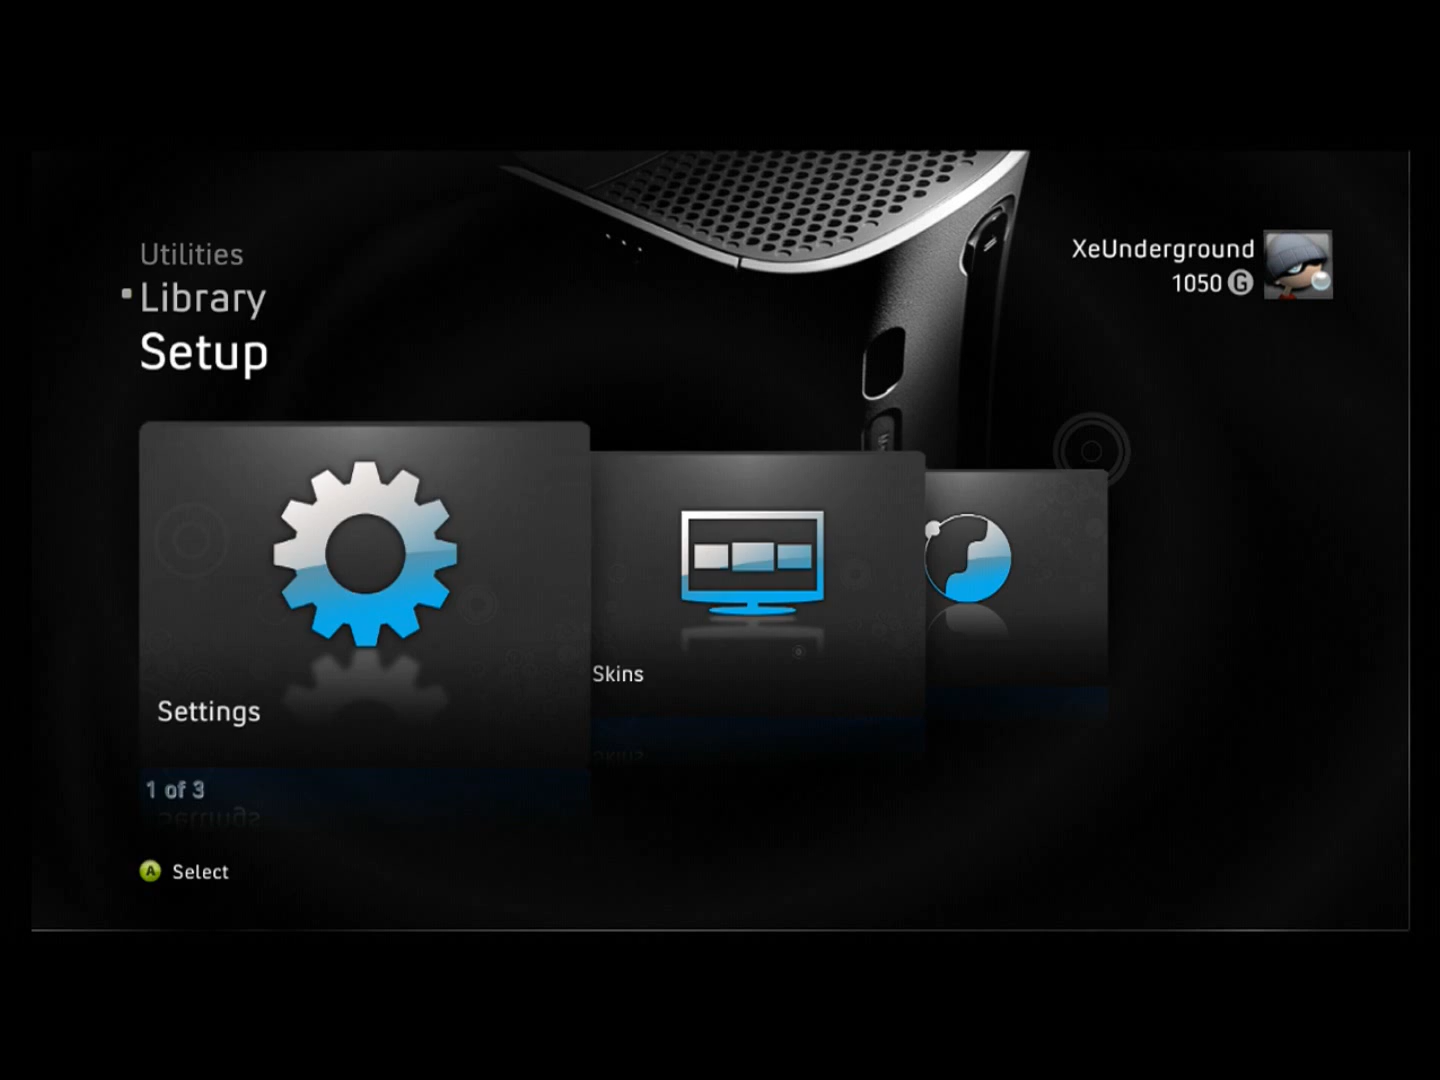 Utilities
Library
Setup
XeUnderground
1050 G
Settings
Skins
1 of 3
A Select